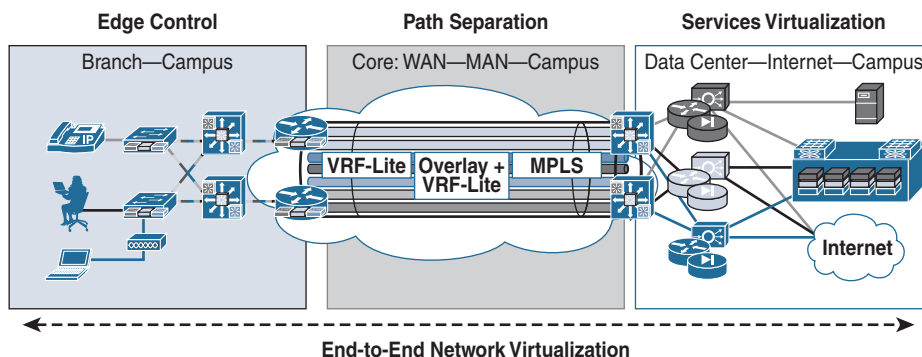 Edge Control
Path Separation
Services Virtualization
Branch—Campus
Core: WAN—MAN—Campus
Data Center—Internet—Campus
IP
VRF-Lite
Overlay +
VRF-Lite
MPLS
Internet
End-to-End Network Virtualization